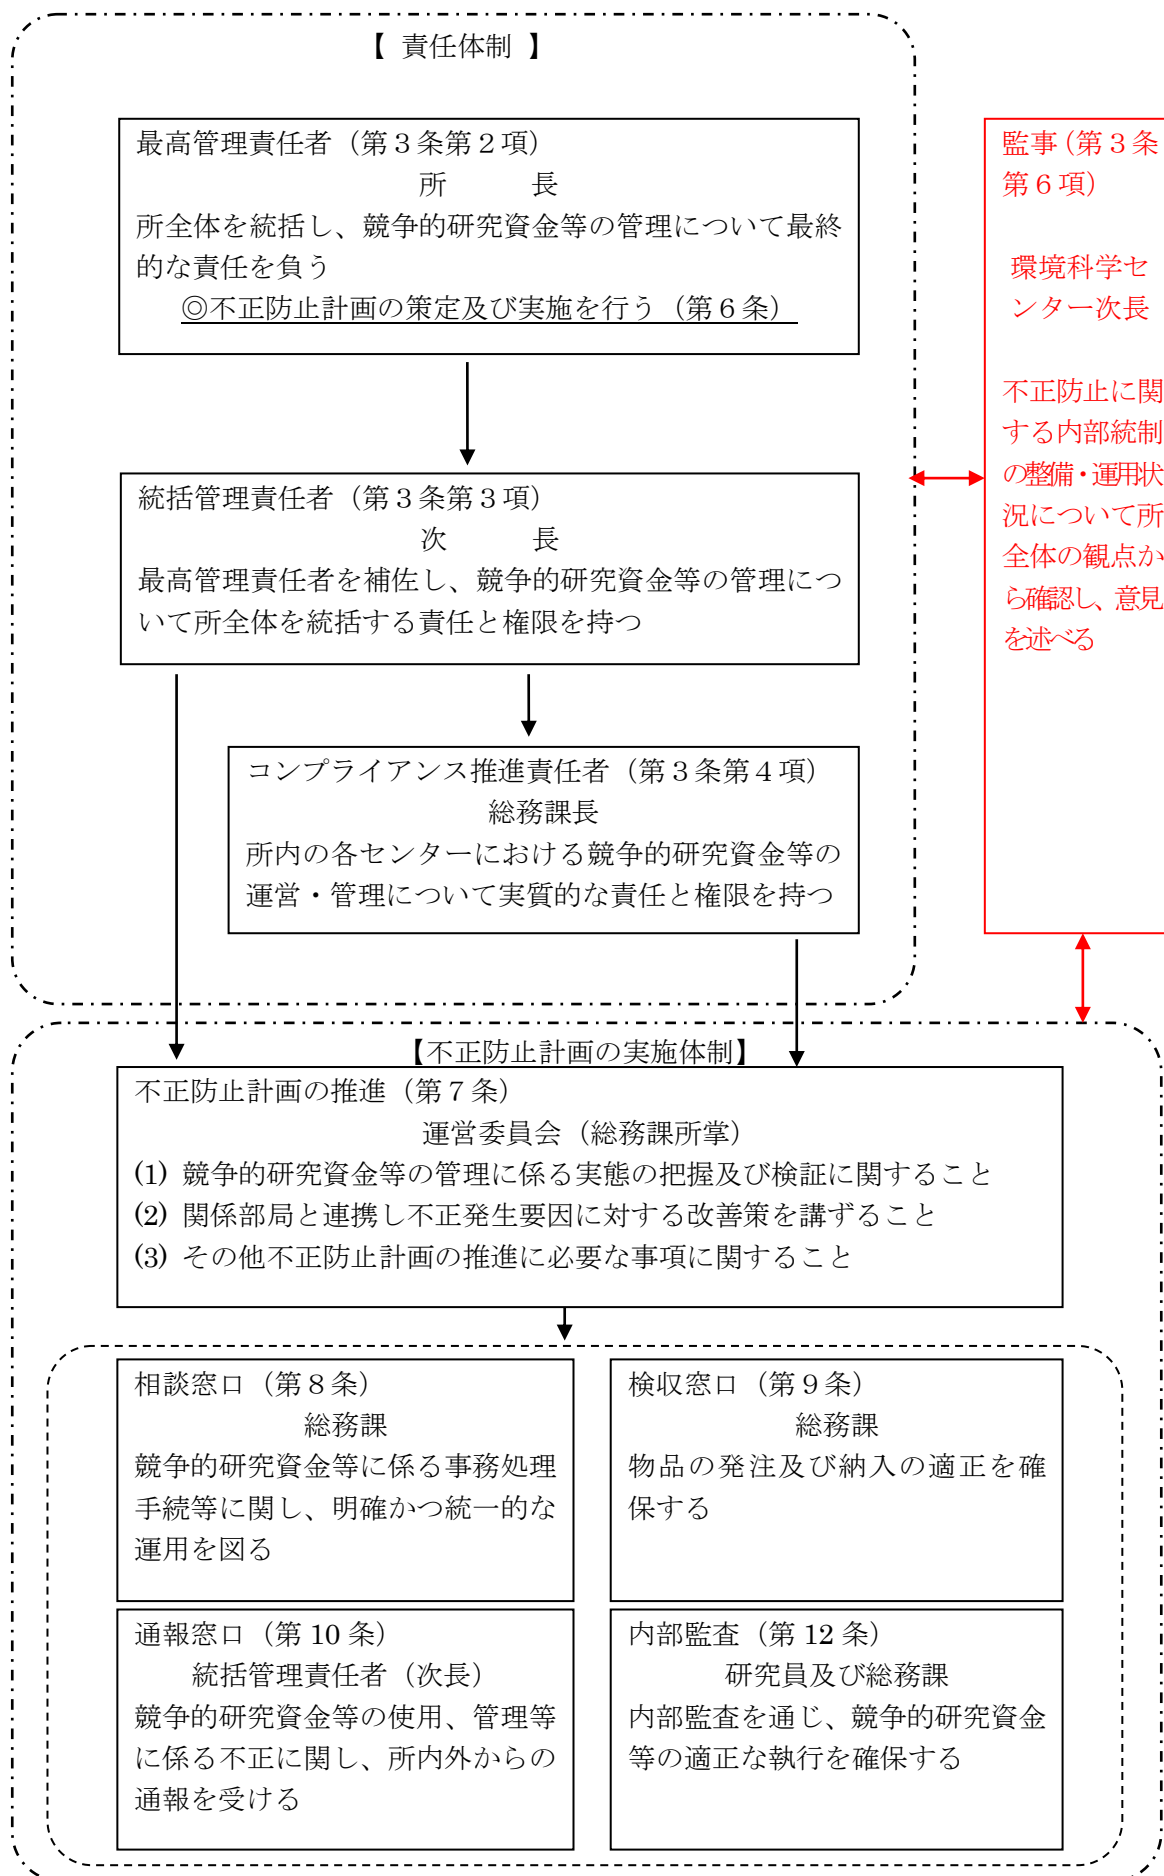 【 責任体制 】
最高管理責任者（第３条第２項）
所　　　長
所全体を統括し、競争的研究資金等の管理について最終
的な責任を負う
◎不正防止計画の策定及び実施を行う（第６条）
統括管理責任者（第３条第３項）
次　　　長
最高管理責任者を補佐し、競争的研究資金等の管理につ
いて所全体を統括する責任と権限を持つ
コンプライアンス推進責任者（第３条第４項）
総務課長
所内の各センターにおける競争的研究資金等の
運営・管理について実質的な責任と権限を持つ
監事（第３条
第６項）
環境科学セ
ンター次長
不正防止に関
する内部統制
の整備・運用状
況について所
全体の観点か
ら確認し、意見
を述べる
【不正防止計画の実施体制】
不正防止計画の推進（第７条）
運営委員会（総務課所掌）
(1) 競争的研究資金等の管理に係る実態の把握及び検証に関すること
(2) 関係部局と連携し不正発生要因に対する改善策を講ずること
(3) その他不正防止計画の推進に必要な事項に関すること
相談窓口（第８条）
総務課
競争的研究資金等に係る事務処理
手続等に関し、明確かつ統一的な
運用を図る
検収窓口（第９条）
総務課
物品の発注及び納入の適正を確
保する
通報窓口（第 10 条）
統括管理責任者（次長）
競争的研究資金等の使用、管理等
に係る不正に関し、所内外からの
通報を受ける
内部監査（第 12 条）
研究員及び総務課
内部監査を通じ、競争的研究資金
等の適正な執行を確保する